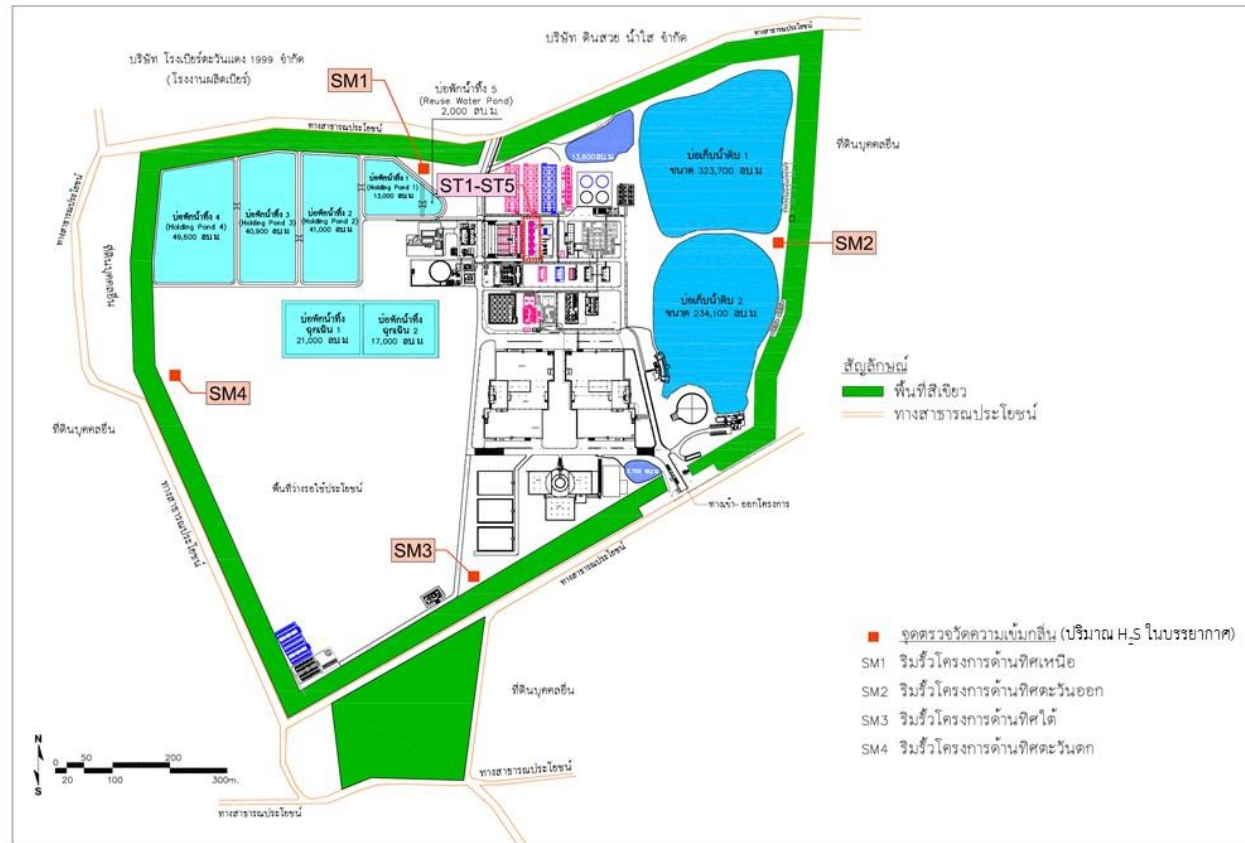 บริษัท โรงเบียร์ตะวันแดง 1999 จำกัด
(โรงงานผลิตเบียร์)
บริษัท ดินสวย น้ำใส จำกัด
ทางสาธารณประโยชน์
SM1
บ่อพักน้ำทิ้ง 5
(Reuse Water Pond)
2,000 ลบ.ม.
ทางสาธารณประโยชน์
ที่ดินบุคคลอื่น
13,600 ลบ.ม.
บ่อเก็บน้ำดิบ 1
ขนาด 323,700 ลบ.ม.
ST1-ST5
บ่อพักน้ำทิ้ง 1
(Holding Pond 1)
13,000 ลบ.ม.
บ่อพักน้ำทิ้ง 2
(Holding Pond 2)
41,000 ลบ.ม.
บ่อพักน้ำทิ้ง 3
(Holding Pond 3)
40,900 ลบ.ม.
บ่อพักน้ำทิ้ง 4
(Holding Pond 4)
49,600 ลบ.ม.
ทางสาธารณประโยชน์
ที่ดินบุคคลอื่น
SM2
บ่อเก็บน้ำดิบ 2
ขนาด 234,100 ลบ.ม.
บ่อพักน้ำทิ้ง
ฉุกเฉิน 1
21,000 ลบ.ม.
บ่อพักน้ำทิ้ง
ฉุกเฉิน 2
17,000 ลบ.ม.
สัญลักษณ์
พื้นที่สีเขียว
ทางสาธารณประโยชน์
SM4
ที่ดินบุคคลอื่น
พื้นที่ว่างรอใช้ประโยชน์
ทางเข้า-ออกโครงการ
ทางสาธารณประโยชน์
SM3
ทางสาธารณประโยชน์
จุดตรวจวัดความเข้มกลิ่น (ปริมาณ H2S ในบรรยากาศ)
SM1 ริมรั้วโครงการด้านทิศเหนือ
SM2 ริมรั้วโครงการด้านทิศตะวันออก
SM3 ริมรั้วโครงการด้านทิศใต้
SM4 ริมรั้วโครงการด้านทิศตะวันตก
ที่ดินบุคคลอื่น
N
S
0 50 200
20 100 300m.
ทางสาธารณประโยชน์
ทางสาธารณประโยชน์